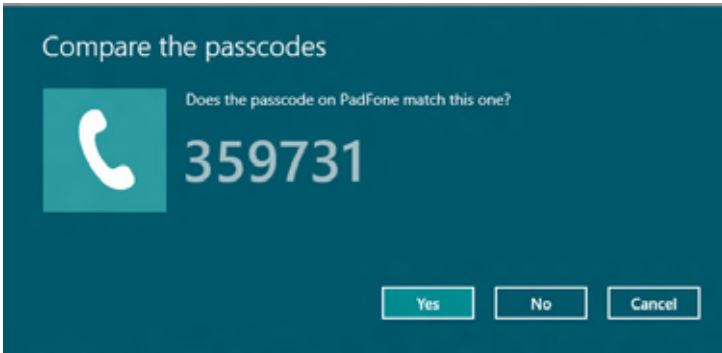 Compare the passcodes
Does the passcode on PadFone match this one?
359731
Yes No Cancel